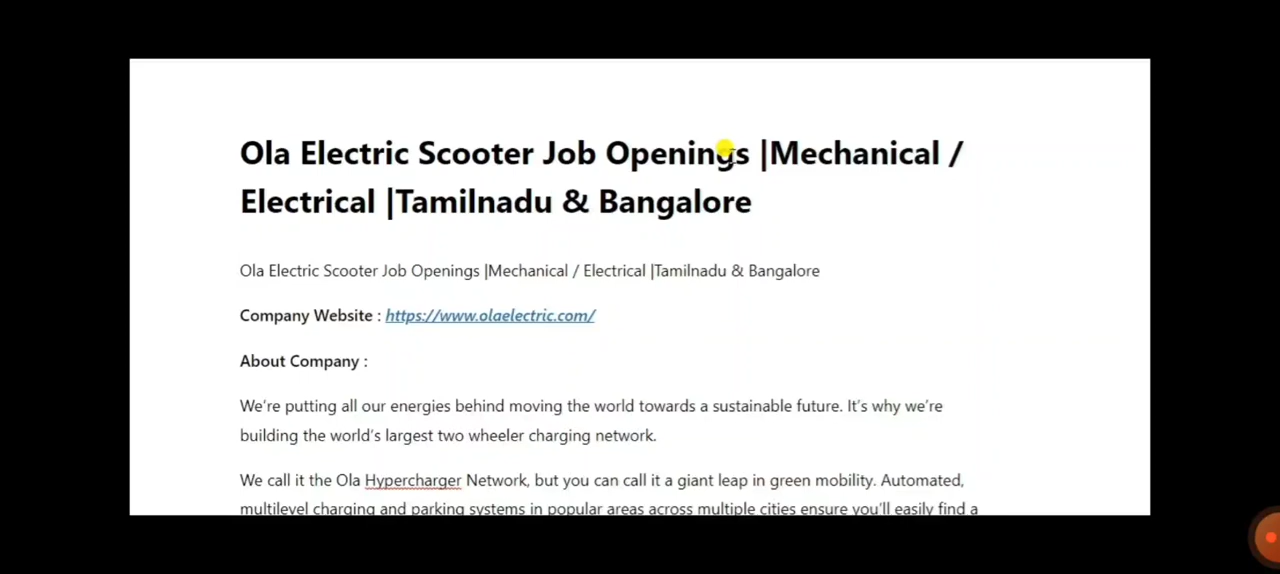 Ola Electric Scooter Job Openings |Mechanical /
Electrical |Tamilnadu & Bangalore
Ola Electric Scooter Job Openings |Mechanical / Electrical |Tamilnadu & Bangalore
Company Website : https://www.olaelectric.com/
About Company :
We’re putting all our energies behind moving the world towards a sustainable future. It’s why we’re
building the world’s largest two wheeler charging network.
We call it the Ola Hypercharger Network, but you can call it a giant leap in green mobility. Automated,
multilevel charging and parking systems in popular areas across multiple cities ensure you’ll easily find a